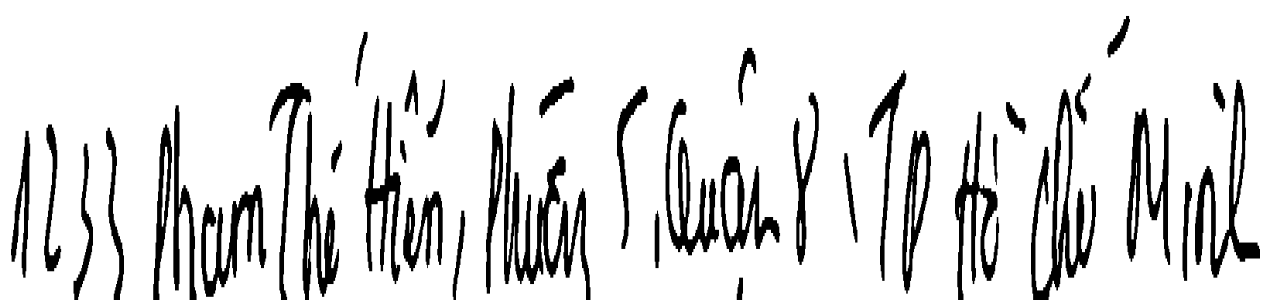 1233 Phạm Thế Hiển, Phường 5, Quận 8, TP Hồ Chí Minh